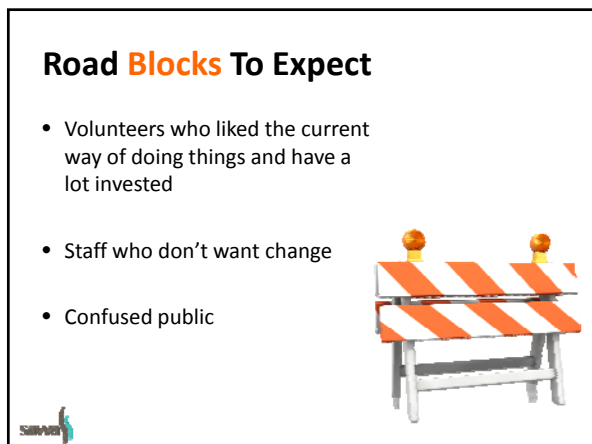 Road Blocks To Expect
• Volunteers who liked the current
way of doing things and have a
lot invested
• Staff who don’t want change
• Confused public